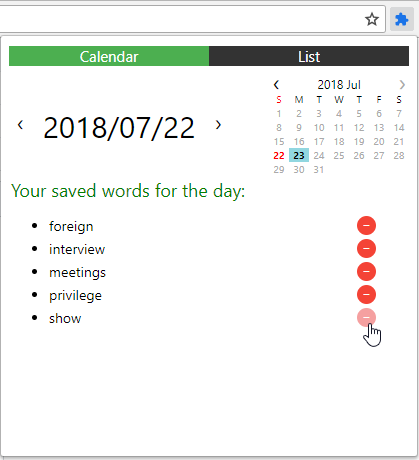 Calendar List
‹ 2018 Jul ›
S M T W T F S
1 2 3 4 5 6 7
8 9 10 11 12 13 14
15 16 17 18 19 20 21
22 23 24 25 26 27 28
29 30 31
‹ 2018/07/22 ›
Your saved words for the day:
• foreign −
• interview −
• meetings −
• privilege −
• show −